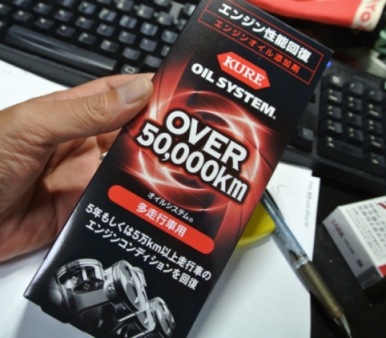 エンジン性能回復
エンジンオイル添加剤
KURE
OIL SYSTEM.
OVER
50,000Km
オイルシステム®
多走行車用
5年もしくは5万km以上走行車の
エンジンコンディションを回復